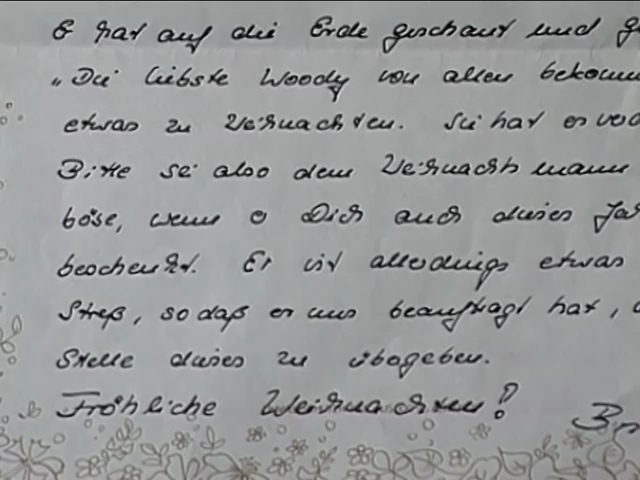 Er hat auf die Erde geschaut und
„Die liebste Woody von allen
etwas zu Weihnachten. Sie hat es
Bitte sei also dem Weihnachtsmann
böse, wenn er Dich auch dieses
beschenkt. Er ist allerdings etwas
Streß, so daß er uns beauftragt hat,
Stelle dieses zu übergeben.
Fröhliche Weihnachten!